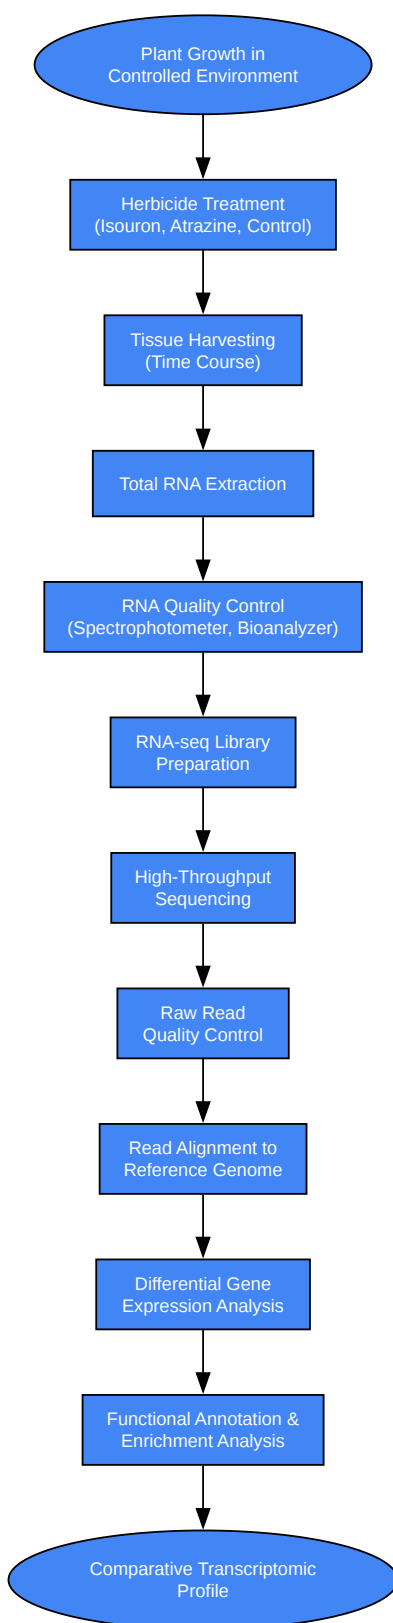 Plant Growth in
Controlled Environment
Herbicide Treatment
(Isouron, Atrazine, Control)
Tissue Harvesting
(Time Course)
Total RNA Extraction
RNA Quality Control
(Spectrophotometer, Bioanalyzer)
RNA-seq Library
Preparation
High-Throughput
Sequencing
Raw Read
Quality Control
Read Alignment to
Reference Genome
Differential Gene
Expression Analysis
Functional Annotation &
Enrichment Analysis
Comparative Transcriptomic
Profile